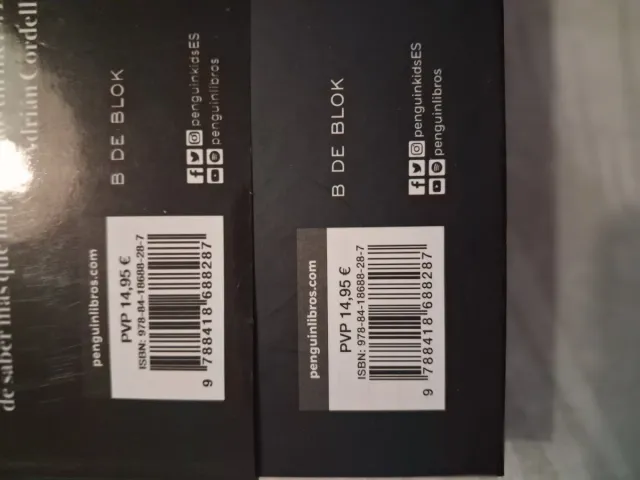 de saber más que
Cordell
B DE BLOK
penguinkidsES
penguinlibros
penguinlibros.com
PVP 14,95 €
ISBN: 978-84-18688-28-7
9 788418 688287
B DE BLOK
penguinkidsES
penguinlibros
penguinlibros.com
PVP 14,95 €
ISBN: 978-84-18688-28-7
9 788418 688287